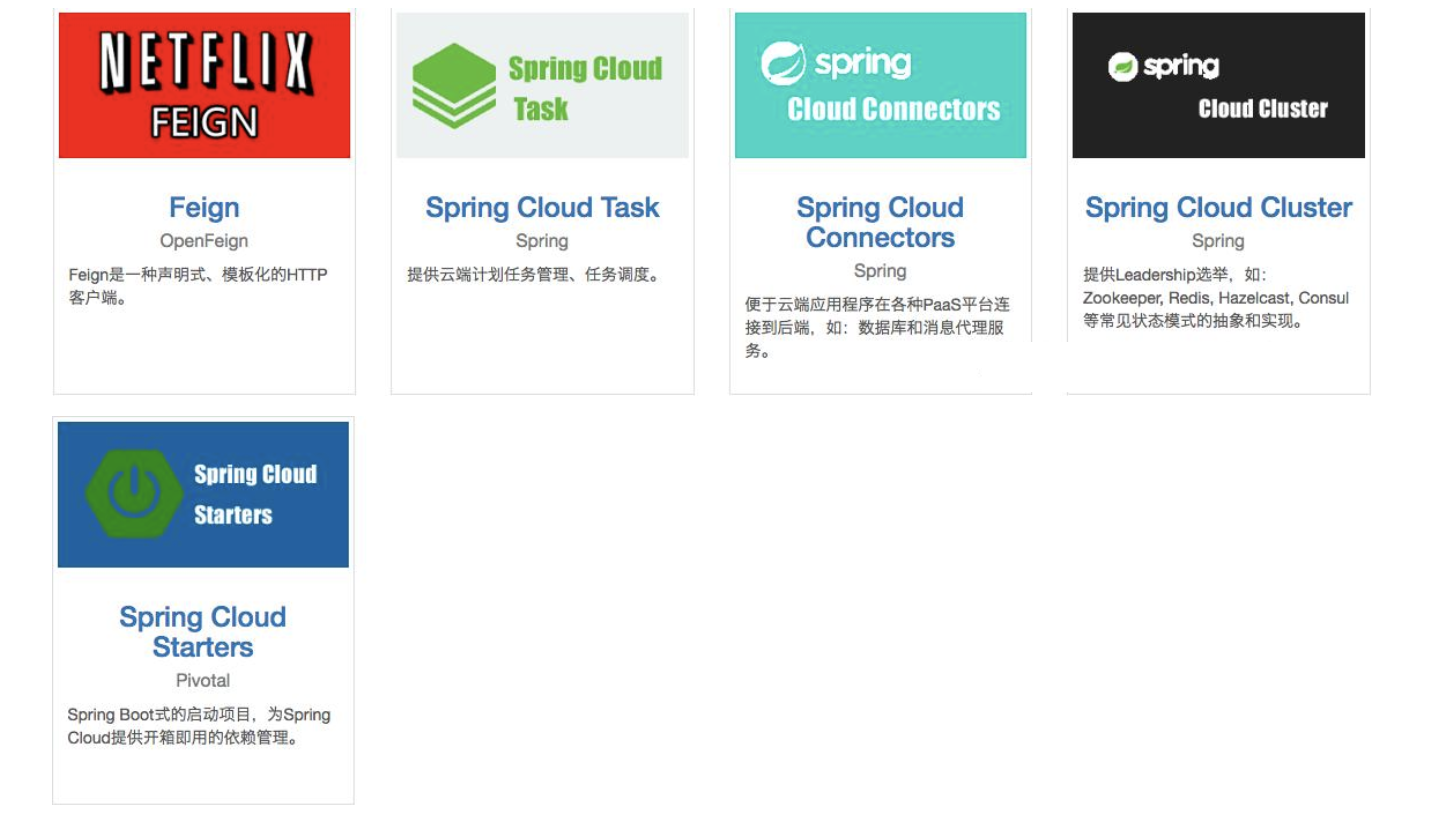 NETFLIX
FEIGN
Feign
OpenFeign
Feign是一种声明式、模板化的HTTP
客户端。
Spring Cloud
Task
Spring Cloud Task
Spring
提供云端计划任务管理、任务调度。
spring
Cloud Connectors
Spring Cloud
Connectors
Spring
便于云端应用程序在各种PaaS平台连
接到后端，如：数据库和消息代理服
务。
spring
Cloud Cluster
Spring Cloud Cluster
Spring
提供Leadership选举，如：
Zookeeper, Redis, Hazelcast, Consul
等常见状态模式的抽象和实现。
Spring Cloud
Starters
Spring Cloud
Starters
Pivotal
Spring Boot式的启动项目，为Spring
Cloud提供开箱即用的依赖管理。